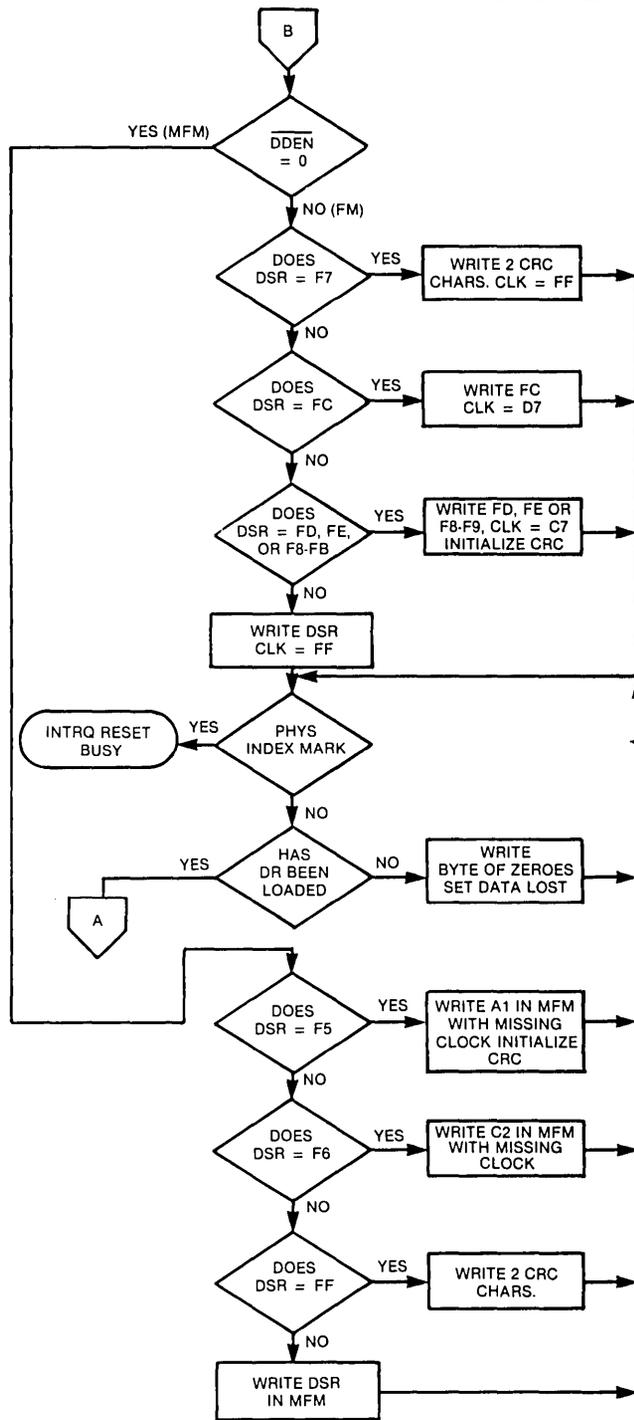 B
YES (MFM)
DDEN
= 0
NO (FM)
DOES
DSR = F7
YES
WRITE 2 CRC
CHARS. CLK = FF
NO
DOES
DSR = FC
YES
WRITE FC
CLK = D7
NO
DOES
DSR = FD, FE,
OR F8-FB
YES
WRITE FD, FE OR
F8-F9, CLK = C7
INITIALIZE CRC
NO
WRITE DSR
CLK = FF
INTRQ RESET
BUSY
YES
PHYS
INDEX MARK
NO
YES
HAS
DR BEEN
LOADED
NO
WRITE
BYTE OF ZEROES
SET DATA LOST
A
DOES
DSR = F5
YES
WRITE A1 IN MFM
WITH MISSING
CLOCK INITIALIZE
CRC
NO
DOES
DSR = F6
YES
WRITE C2 IN MFM
WITH MISSING
CLOCK
NO
DOES
DSR = FF
YES
WRITE 2 CRC
CHARS.
NO
WRITE DSR
IN MFM